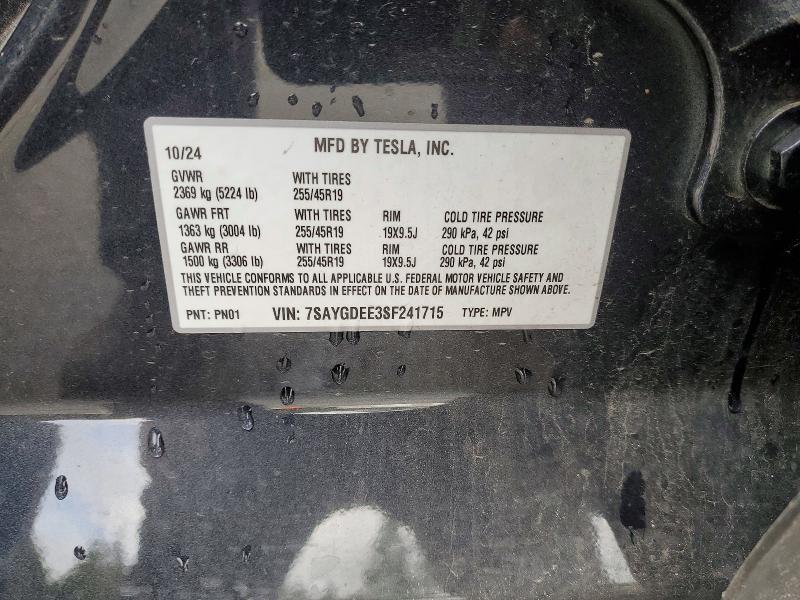 10/24 MFD BY TESLA, INC.
GVWR WITH TIRES
2369 kg (5224 lb) 255/45R19
GAWR FRT WITH TIRES RIM COLD TIRE PRESSURE
1363 kg (3004 lb) 255/45R19 19X9.5J 290 kPa, 42 psi
GAWR RR WITH TIRES RIM COLD TIRE PRESSURE
1500 kg (3306 lb) 255/45R19 19X9.5J 290 kPa, 42 psi
THIS VEHICLE CONFORMS TO ALL APPLICABLE U.S. FEDERAL MOTOR VEHICLE SAFETY AND
THEFT PREVENTION STANDARDS IN EFFECT ON THE DATE OF MANUFACTURE SHOWN ABOVE.
PNT: PN01 VIN: 7SAYGDEE3SF241715 TYPE: MPV